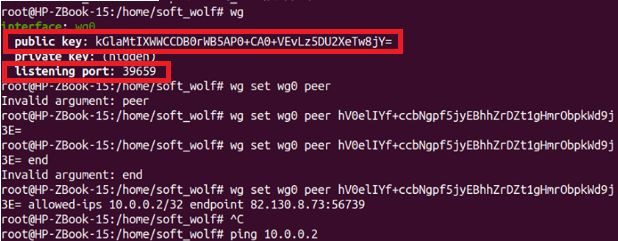 root@HP-ZBook-15:/home/soft_wolf# wg
interface: wg0
public key: kGlaMtIXWWCCDB0rWB5AP0+CA0+VEvLz5DU2XeTw8jY=
private key: (hidden)
listening port: 39659
root@HP-ZBook-15:/home/soft_wolf# wg set wg0 peer
Invalid argument: peer
root@HP-ZBook-15:/home/soft_wolf# wg set wg0 peer hV0elIYf+ccbNgpf5jyEBhhZrDZt1gHmrObpkWd9j
3E=
root@HP-ZBook-15:/home/soft_wolf# wg set wg0 peer hV0elIYf+ccbNgpf5jyEBhhZrDZt1gHmrObpkWd9j
3E= end
Invalid argument: end
root@HP-ZBook-15:/home/soft_wolf# wg set wg0 peer hV0elIYf+ccbNgpf5jyEBhhZrDZt1gHmrObpkWd9j
3E= allowed-ips 10.0.0.2/32 endpoint 82.130.8.73:56739
root@HP-ZBook-15:/home/soft_wolf# ^C
root@HP-ZBook-15:/home/soft_wolf# ping 10.0.0.2